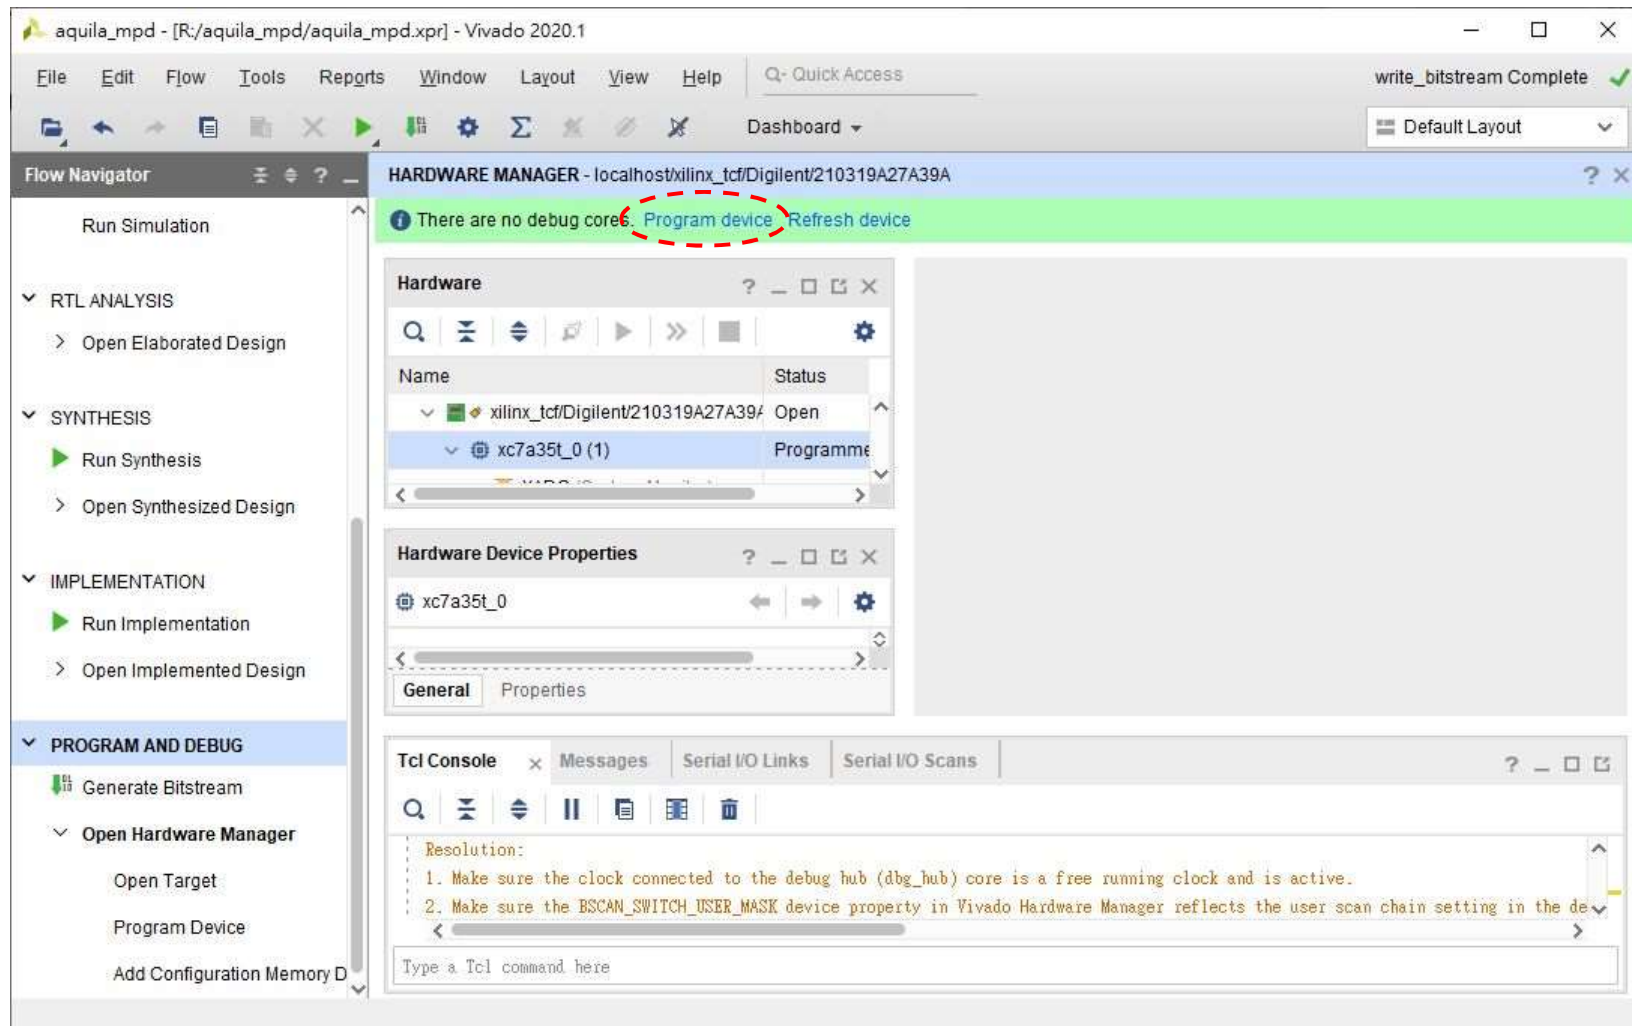 aquila_mpd - [R:/aquila_mpd/aquila_mpd.xpr] - Vivado 2020.1
File Edit Flow Tools Reports Window Layout View Help Q- Quick Access write_bitstream Complete
Dashboard Default Layout
Flow Navigator
HARDWARE MANAGER - localhost/xilinx_tcf/Digilent/210319A27A39A
There are no debug cores. Program device Refresh device
Run Simulation
RTL ANALYSIS
Open Elaborated Design
SYNTHESIS
Run Synthesis
Open Synthesized Design
IMPLEMENTATION
Run Implementation
Open Implemented Design
PROGRAM AND DEBUG
Generate Bitstream
Open Hardware Manager
Open Target
Program Device
Add Configuration Memory D
Hardware
Name Status
xilinx_tcf/Digilent/210319A27A39A Open
xc7a35t_0 (1) Programme
Hardware Device Properties
xc7a35t_0
General Properties
Tcl Console Messages Serial I/O Links Serial I/O Scans
Resolution:
1. Make sure the clock connected to the debug hub (dbg_hub) core is a free running clock and is active.
2. Make sure the BSCAN_SWITCH_USER_MASK device property in Vivado Hardware Manager reflects the user scan chain setting in the de
Type a Tcl command here